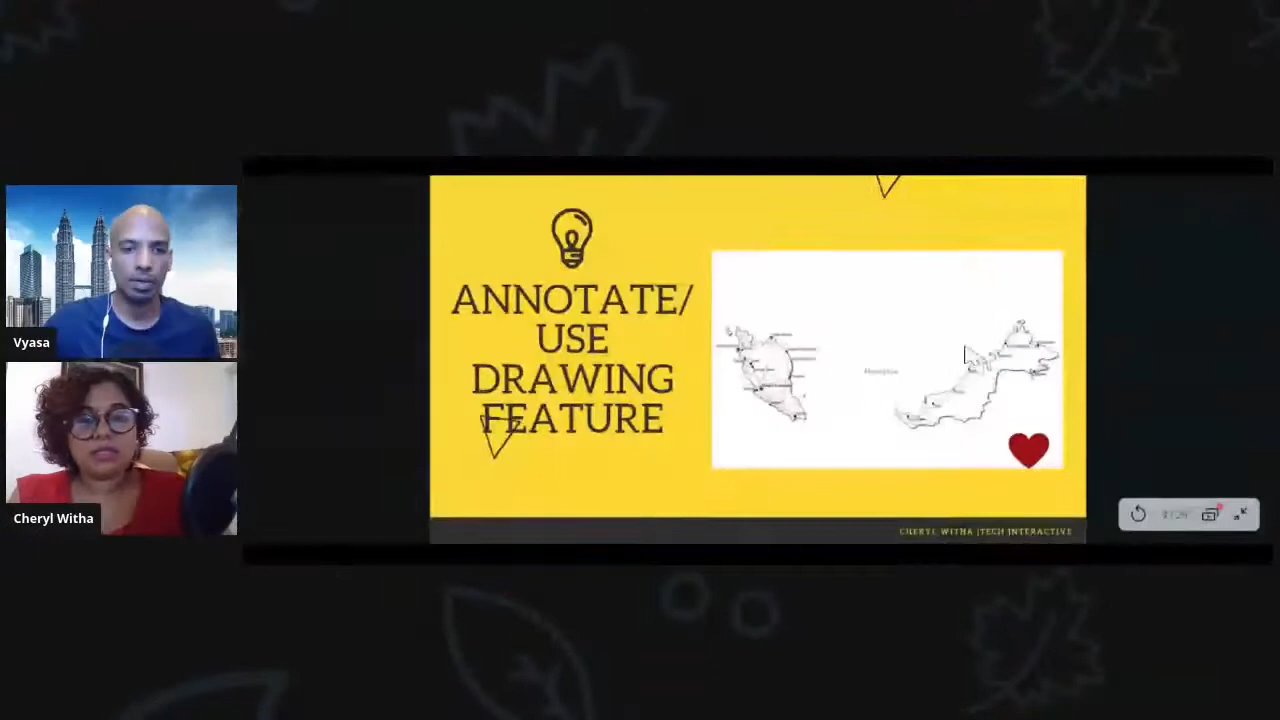 Vyasa
Cheryl Witha
ANNOTATE/
USE
DRAWING
FEATURE
CHERYL WITHA |TECH INTERACTIVE